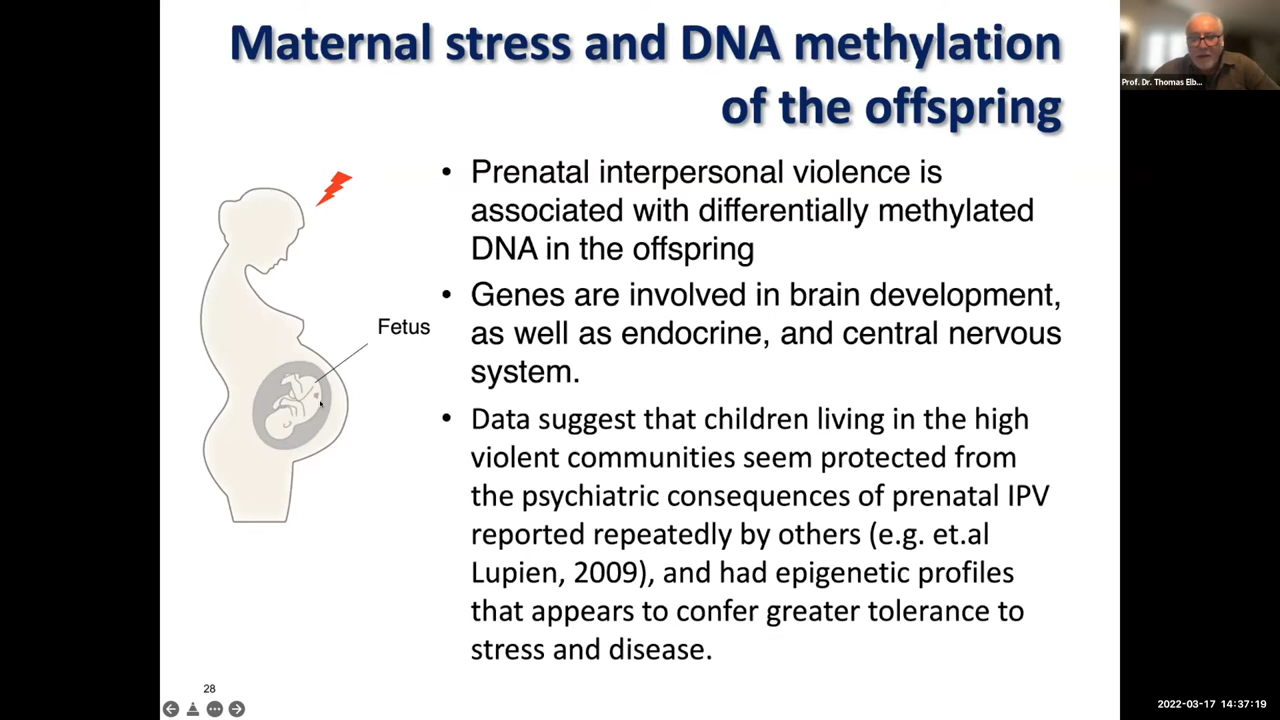 Maternal stress and DNA methylation
of the offspring
Prof. Dr. Thomas Elb...
Fetus
• Prenatal interpersonal violence is
associated with differentially methylated
DNA in the offspring
• Genes are involved in brain development,
as well as endocrine, and central nervous
system.
• Data suggest that children living in the high
violent communities seem protected from
the psychiatric consequences of prenatal IPV
reported repeatedly by others (e.g. et.al
Lupien, 2009), and had epigenetic profiles
that appears to confer greater tolerance to
stress and disease.
28
2022-03-17 14:37:19